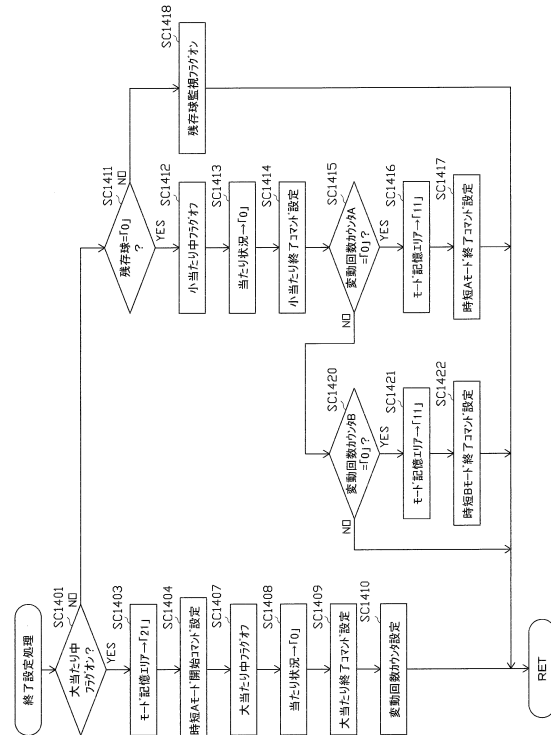 終了設定処理
SC1401
大当たり中
フラグオン?
NO
YES
SC1403
モード記憶エリア→「21」
SC1404
時短Aモード開始コマンド設定
SC1407
大当たり中フラグオフ
SC1408
当たり状況→「0」
SC1409
大当たり終了コマンド設定
SC1410
変動回数カウンタ設定
RET
SC1411
残存球=「0」
?
NO
YES
SC1418
残存球監視フラグオン
SC1412
小当たり中フラグオフ
SC1413
当たり状況→「0」
SC1414
小当たり終了コマンド設定
SC1415
変動回数カウンタA
=「0」?
NO
YES
SC1416
モード記憶エリア→「11」
SC1417
時短Aモード終了コマンド設定
SC1420
変動回数カウンタB
=「0」?
NO
YES
SC1421
モード記憶エリア→「11」
SC1422
時短Bモード終了コマンド設定